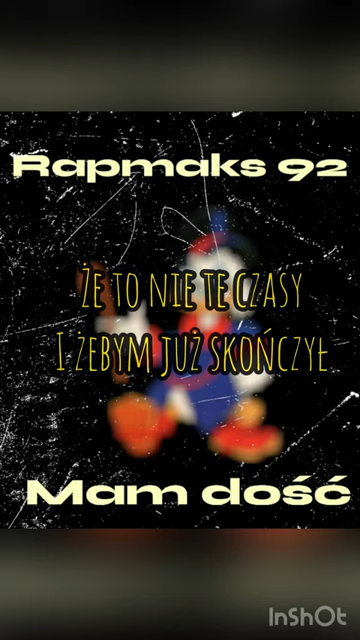 Rapmaks 92
Że to nie te czasy
I żebym już skończył
Mam dość
InShOt